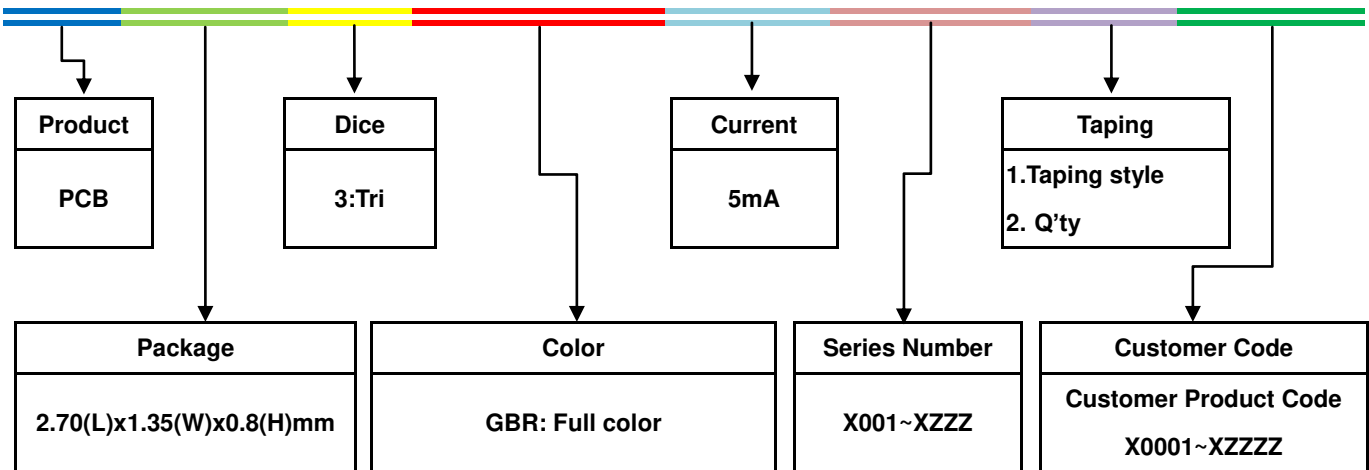 Product
PCB
Dice
3:Tri
Current
5mA
Taping
1.Taping style
2. Q’ty
Package
2.70(L)x1.35(W)x0.8(H)mm
Color
GBR: Full color
Series Number
X001~XZZZ
Customer Code
Customer Product Code
X0001~XZZZZ